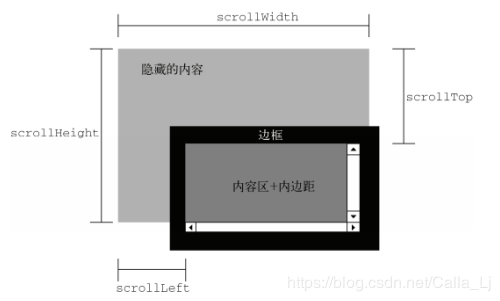 scrollWidth
隐藏的内容
scrollTop
scrollHeight
边框
内容区+内边距
scrollLeft
https://blog.csdn.net/Calla_Lj